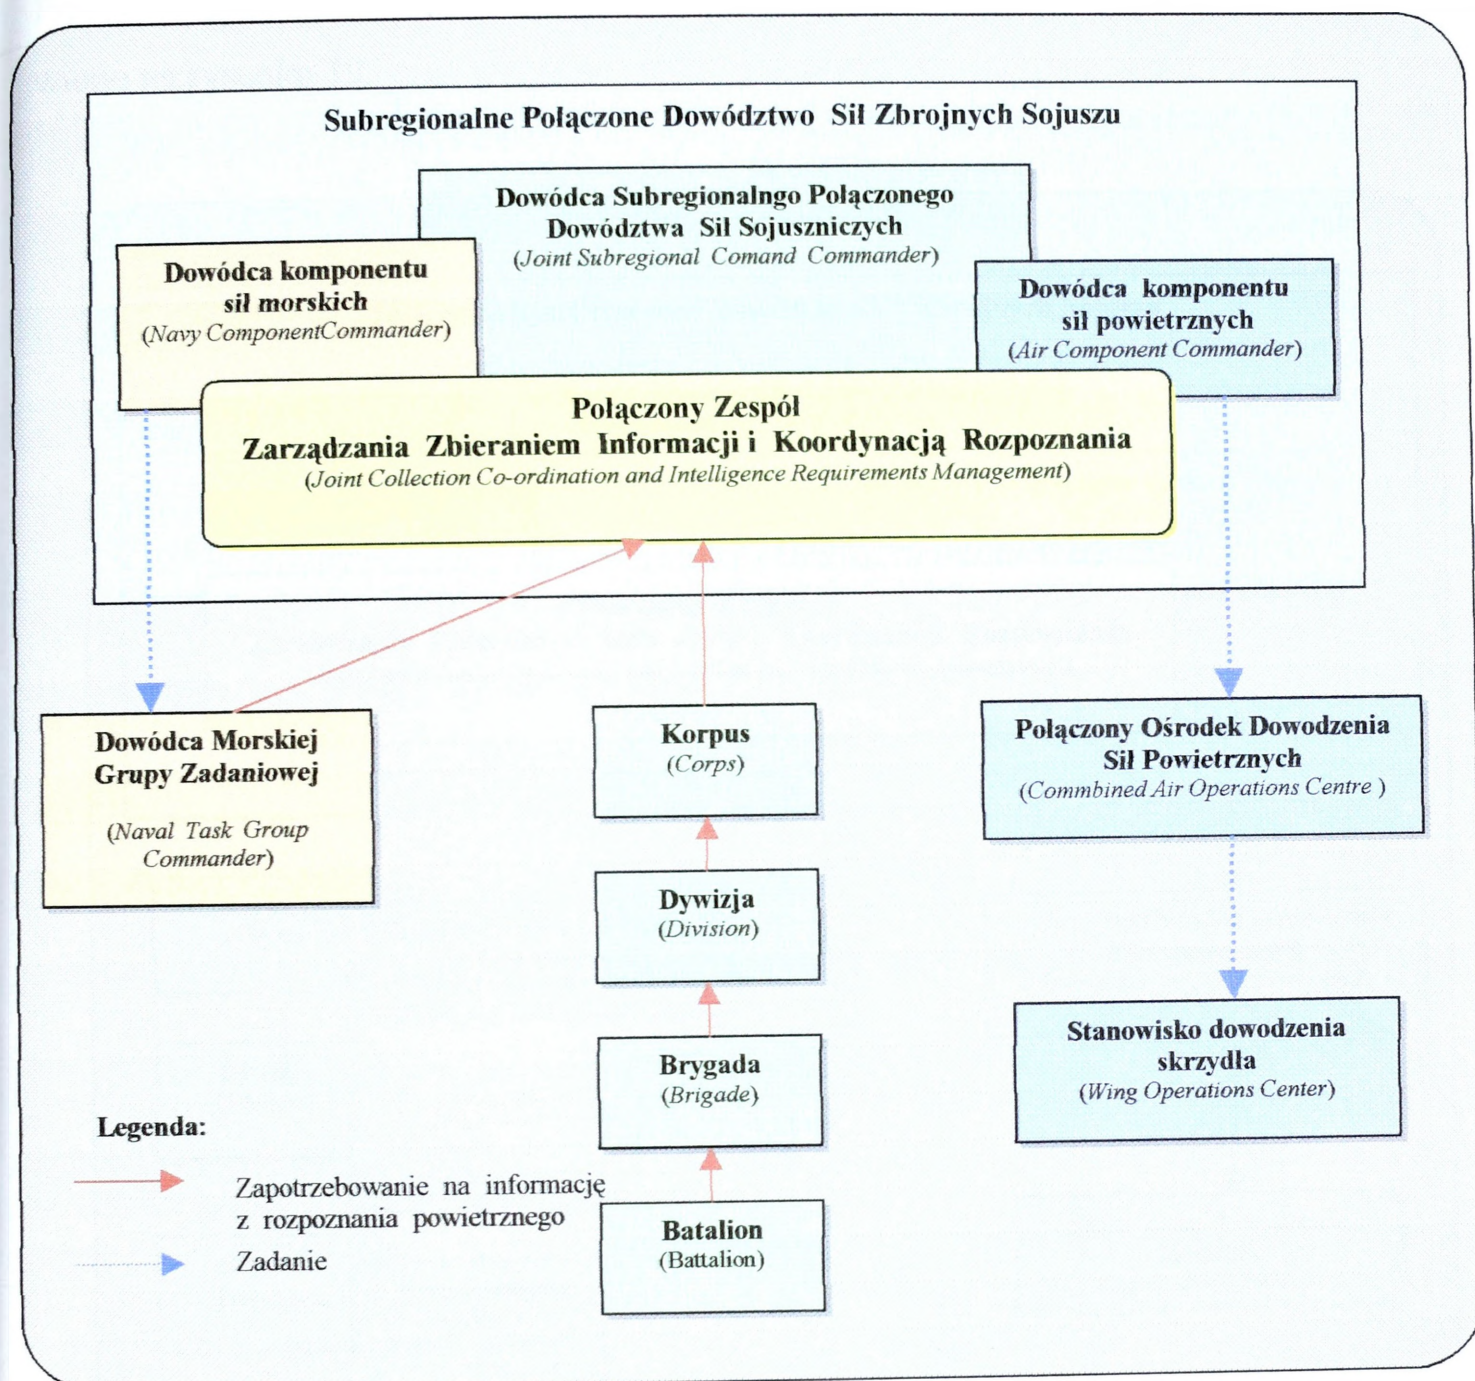 Subregionalne Połączone Dowództwo Sił Zbrojnych Sojuszu
Dowódca Subregionalngo Połączonego
Dowództwa Sił Sojuszniczych
(Joint Subregional Comand Commander)
Dowódca komponentu
sił morskich
(Navy ComponentCommander)
Dowódca komponentu
sił powietrznych
(Air Component Commander)
Połączony Zespół
Zarządzania Zbieraniem Informacji i Koordynacją Rozpoznania
(Joint Collection Co-ordination and Intelligence Requirements Management)
Dowódca Morskiej
Grupy Zadaniowej
(Naval Task Group
Commander)
Korpus
(Corps)
Połączony Ośrodek Dowodzenia
Sił Powietrznych
(Commbined Air Operations Centre )
Dywizja
(Division)
Brygada
(Brigade)
Stanowisko dowodzenia
skrzydła
(Wing Operations Center)
Batalion
(Battalion)
Legenda:
Zapotrzebowanie na informację
z rozpoznania powietrznego
Zadanie